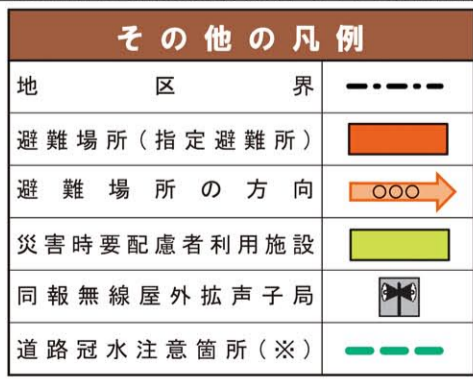 その他の凡例
地区界
避難場所(指定避難所)
避難場所の方向 ○○○
災害時要配慮者利用施設
同報無線屋外拡声子局
道路冠水注意箇所(※)